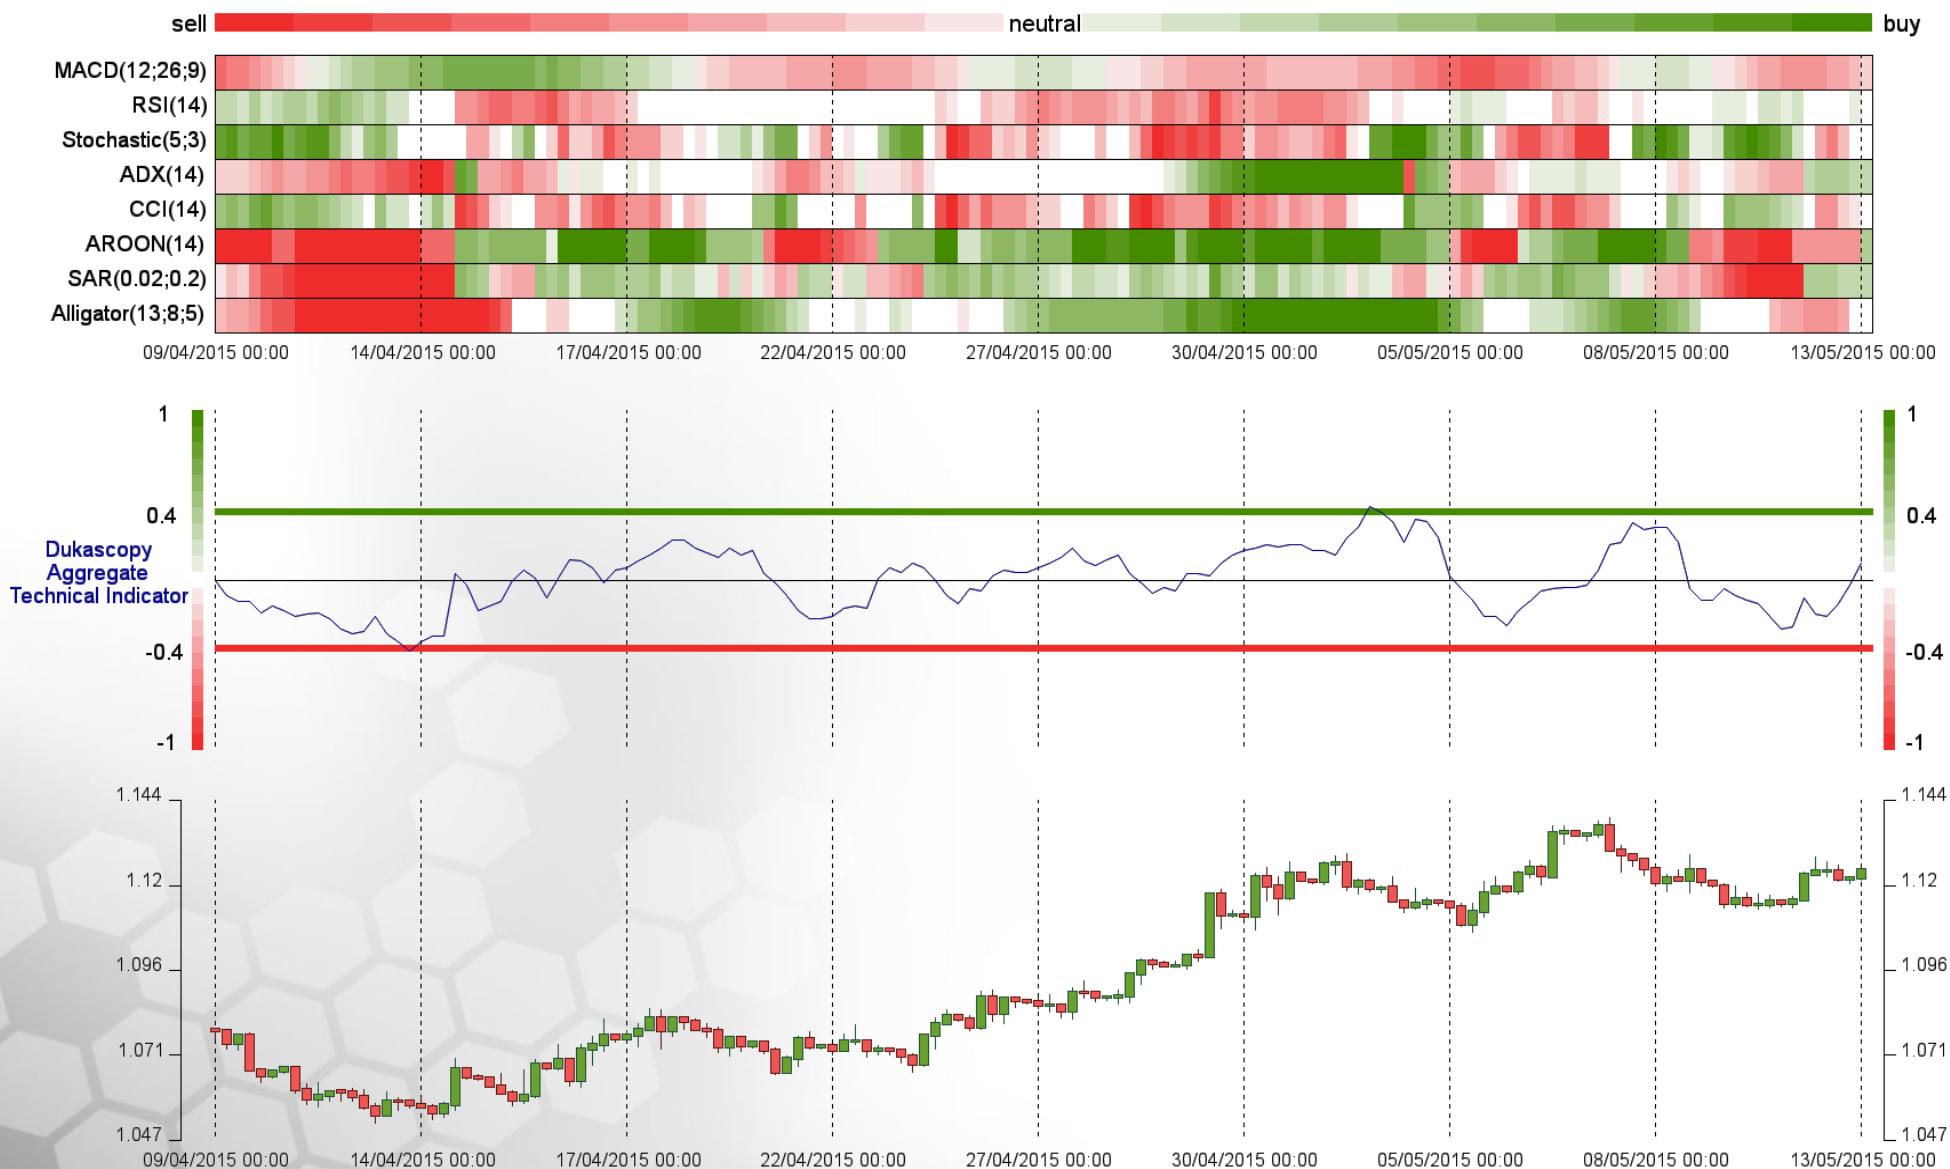 sell neutral buy
MACD(12;26;9)
RSI(14)
Stochastic(5;3)
ADX(14)
CCI(14)
AROON(14)
SAR(0.02;0.2)
Alligator(13;8;5)
09/04/2015 00:00 14/04/2015 00:00 17/04/2015 00:00 22/04/2015 00:00 27/04/2015 00:00 30/04/2015 00:00 05/05/2015 00:00 08/05/2015 00:00 13/05/2015 00:00
1 1
0.4 0.4
Dukascopy
Aggregate
Technical Indicator
-0.4 -0.4
-1 -1
1.144 1.144
1.12 1.12
1.096 1.096
1.071 1.071
1.047 1.047
09/04/2015 00:00 14/04/2015 00:00 17/04/2015 00:00 22/04/2015 00:00 27/04/2015 00:00 30/04/2015 00:00 05/05/2015 00:00 08/05/2015 00:00 13/05/2015 00:00